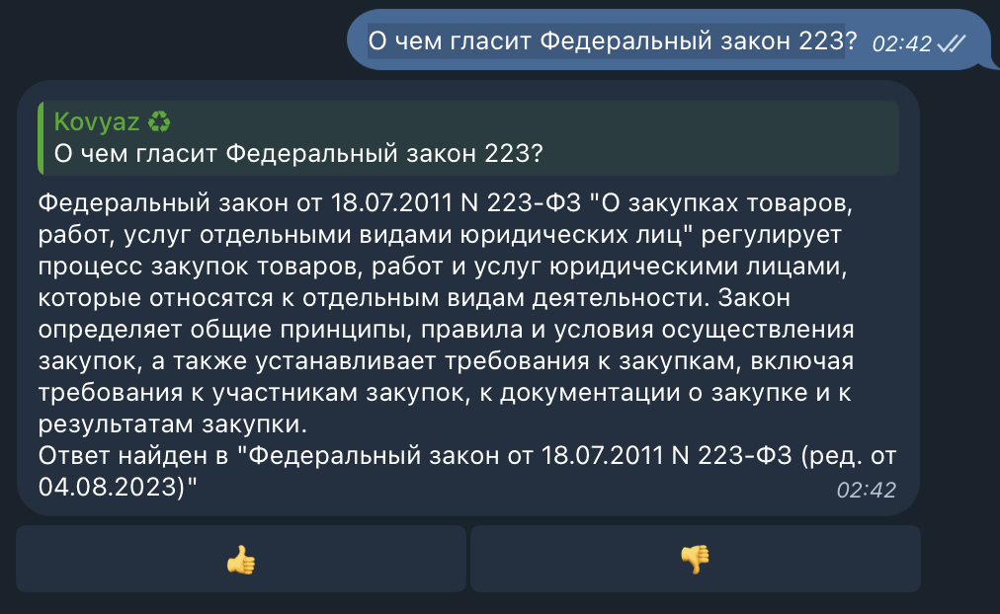 О чем гласит Федеральный закон 223? 02:42
Kovyaz ♻
О чем гласит Федеральный закон 223?
Федеральный закон от 18.07.2011 N 223-ФЗ "О закупках товаров,
работ, услуг отдельными видами юридических лиц" регулирует
процесс закупок товаров, работ и услуг юридическими лицами,
которые относятся к отдельным видам деятельности. Закон
определяет общие принципы, правила и условия осуществления
закупок, а также устанавливает требования к закупкам, включая
требования к участникам закупок, к документации о закупке и к
результатам закупки.
Ответ найден в "Федеральный закон от 18.07.2011 N 223-ФЗ (ред. от
04.08.2023)"
02:42
👍 👎